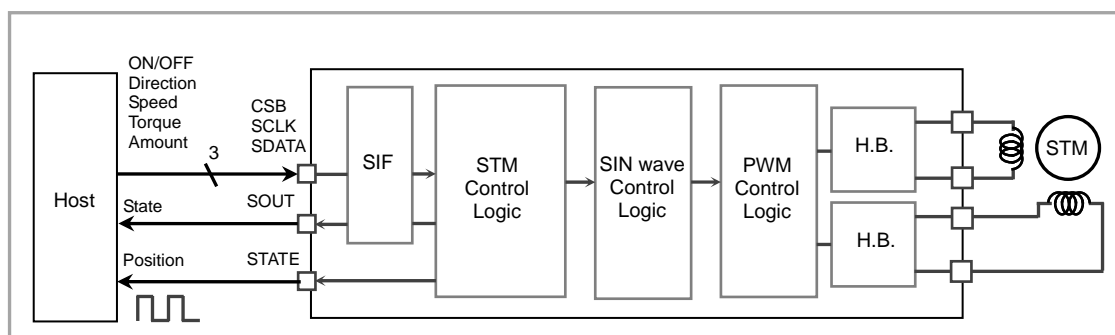 ON/OFF
Direction
Speed
Torque
Amount
3
CSB
SCLK
SDATA
Host
State
SOUT
Position
STATE
SIF
STM
Control
Logic
SIN wave
Control
Logic
PWM
Control
Logic
H.B.
H.B.
STM